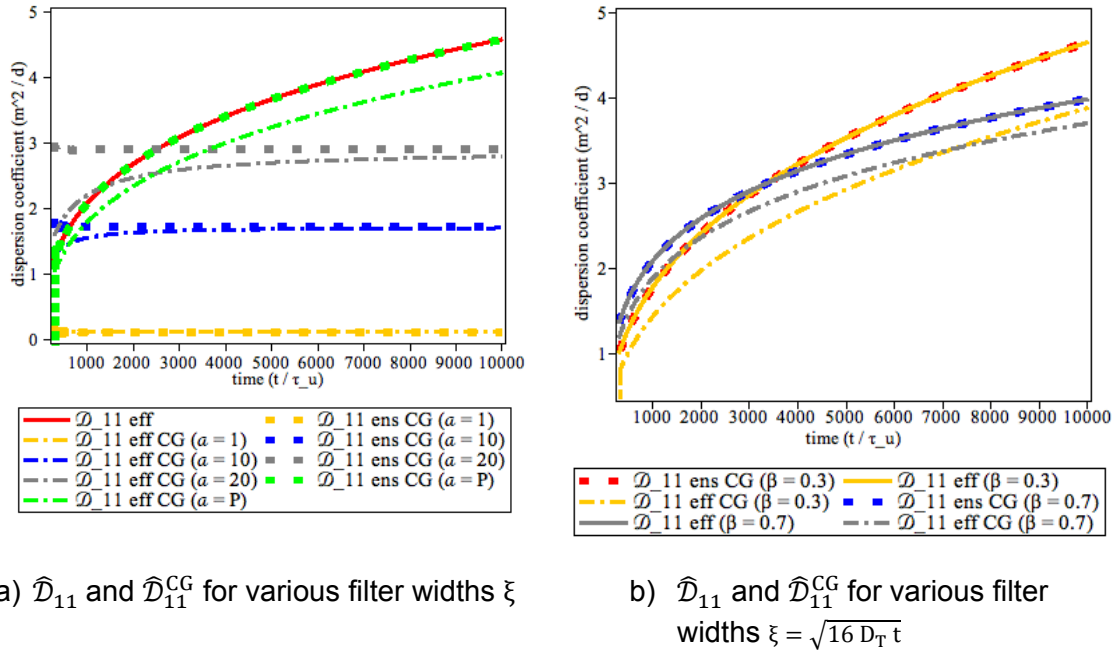 5
4
3
2
1
0
dispersion coefficient (m^2 / d)
1000 2000 3000 4000 5000 6000 7000 8000 9000 10000
time (t / τ_u)
𝒟_11 eff
𝒟_11 eff CG (a = 1)
𝒟_11 eff CG (a = 10)
𝒟_11 eff CG (a = 20)
𝒟_11 eff CG (a = P)
𝒟_11 ens CG (a = 1)
𝒟_11 ens CG (a = 10)
𝒟_11 ens CG (a = 20)
𝒟_11 ens CG (a = P)
a) 𝒟̂₁₁ and 𝒟̂₁₁^CG for various filter widths ξ
5
4
3
2
1
dispersion coefficient (m^2 / d)
1000 2000 3000 4000 5000 6000 7000 8000 9000 10000
time (t / τ_u)
𝒟_11 ens CG (β = 0.3)
𝒟_11 eff CG (β = 0.3)
𝒟_11 eff (β = 0.7)
𝒟_11 eff (β = 0.3)
𝒟_11 ens CG (β = 0.7)
𝒟_11 eff CG (β = 0.7)
b) 𝒟̂₁₁ and 𝒟̂₁₁^CG for various filter
widths ξ = √(16 D_T t)